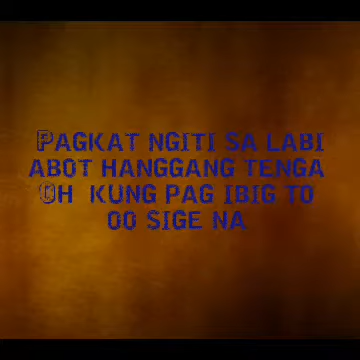 PAGKAT NGITI SA LABI
ABOT HANGGANG TENGA
OH KUNG PAG IBIG TO
OO SIGE NA